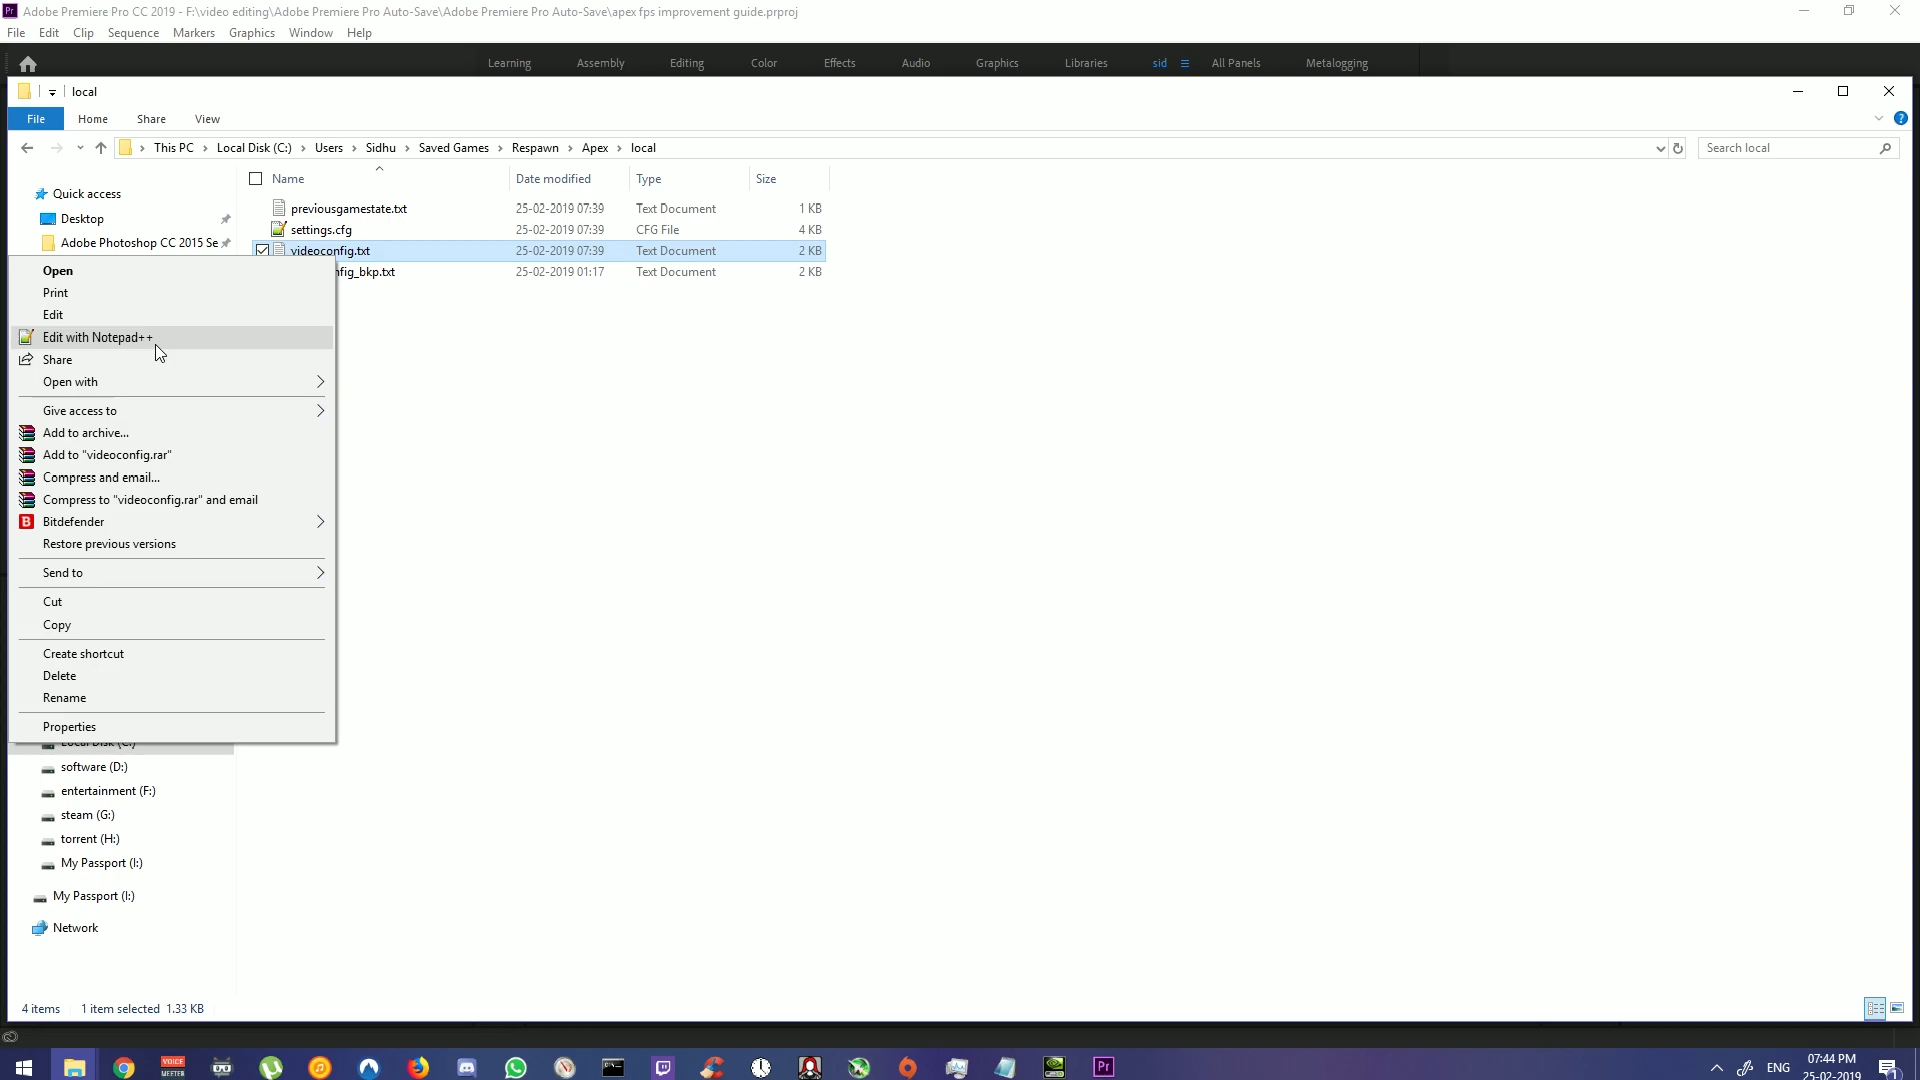 Adobe Premiere Pro CC 2019 - F:\video editing\Adobe Premiere Pro Auto-Save\Adobe Premiere Pro Auto-Save\apex fps improvement guide.prproj
File Edit Clip Sequence Markers Graphics Window Help
Learning Assembly Editing Color Effects Audio Graphics Libraries sid All Panels Metalogging
local
File Home Share View
This PC > Local Disk (C:) > Users > Sidhu > Saved Games > Respawn > Apex > local
Search local
Name Date modified Type Size
Quick access
Desktop
Adobe Photoshop CC 2015 Se
previousgamestate.txt 25-02-2019 07:39 Text Document 1 KB
settings.cfg 25-02-2019 07:39 CFG File 4 KB
videoconfig.txt 25-02-2019 07:39 Text Document 2 KB
nfig_bkp.txt 25-02-2019 01:17 Text Document 2 KB
Open
Print
Edit
Edit with Notepad++
Share
Open with
Give access to
Add to archive...
Add to "videoconfig.rar"
Compress and email...
Compress to "videoconfig.rar" and email
Bitdefender
Restore previous versions
Send to
Cut
Copy
Create shortcut
Delete
Rename
Properties
Local Disk (C:)
software (D:)
entertainment (F:)
steam (G:)
torrent (H:)
My Passport (I:)
My Passport (I:)
Network
4 items 1 item selected 1.33 KB
VOICE
MEETER
Pr
ENG
07:44 PM
25-02-2019
1